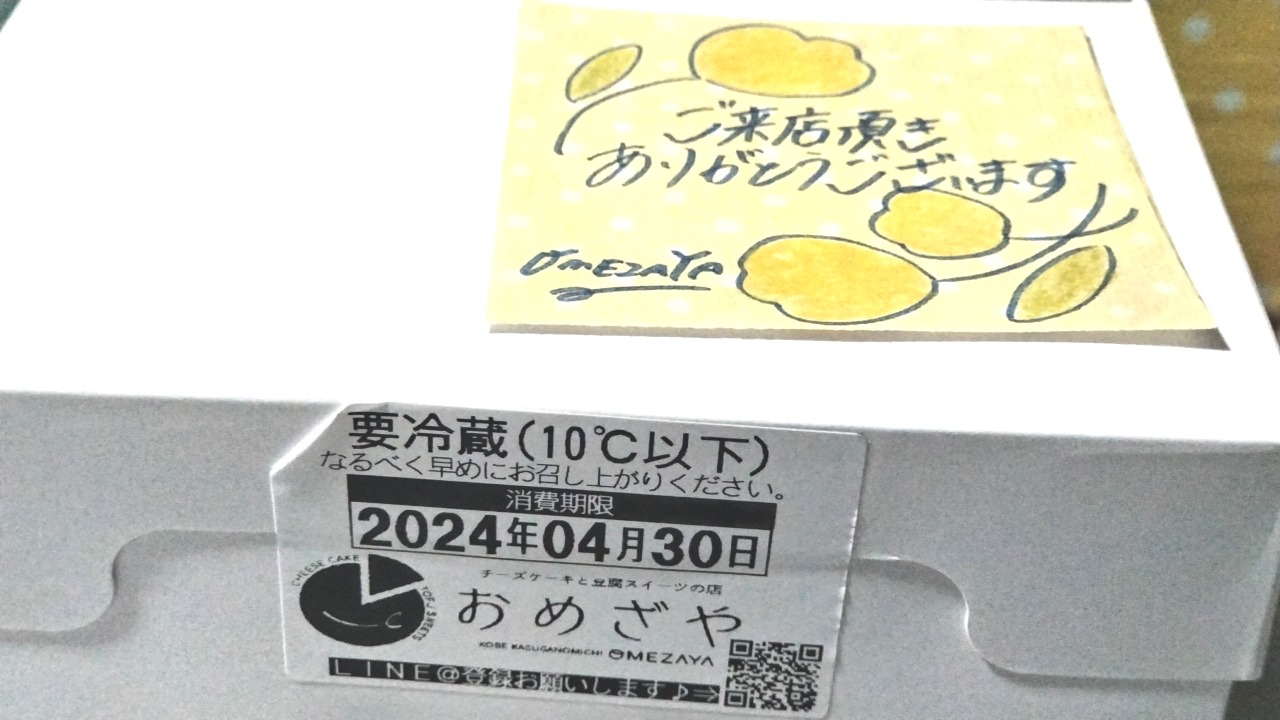 ご来店頂き
ありがとうございます
OMEZAYA
要冷蔵(10℃以下)
なるべく早めにお召し上がりください。
消費期限
2024年04月30日
CHEESE CAKE
TOFU SWEETS
チーズケーキと豆腐スイーツの店
おめざや
KOBE KASUGANOMICHI OMEZAYA
LINE@登録お願いします♪⇒